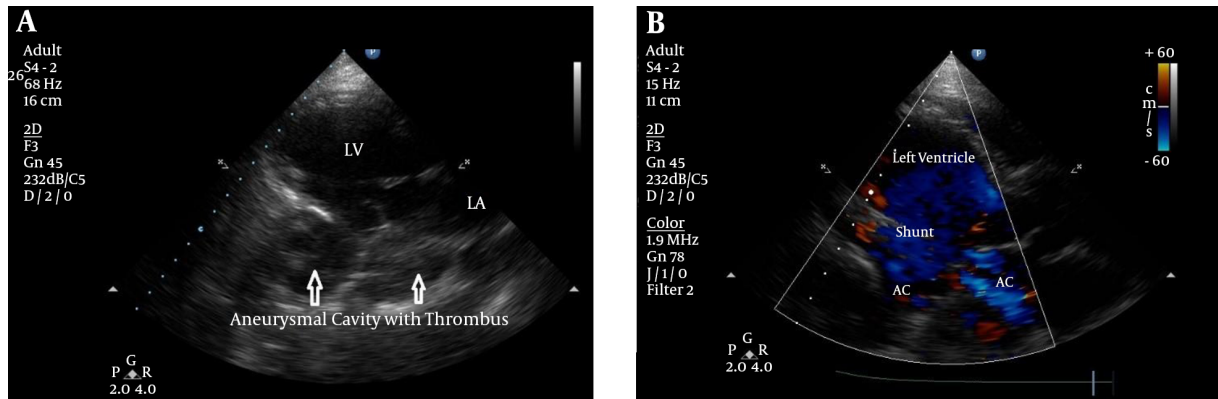 A
Adult
S4 - 2
26
68 Hz
16 cm
2D
F3
Gn 45
232dB/C5
D / 2 / 0
P
LV
LA
Aneurysmal Cavity with Thrombus
G
P R
2.0 4.0
B
Adult
S4 - 2
15 Hz
11 cm
2D
F3
Gn 45
232dB/C5
D / 2 / 0
Color
1.9 MHz
Gn 78
J / 1 / 0
Filter 2
P
+ 60
c
m
/
s
- 60
Left Ventricle
Shunt
AC
AC
G
P R
2.0 4.0